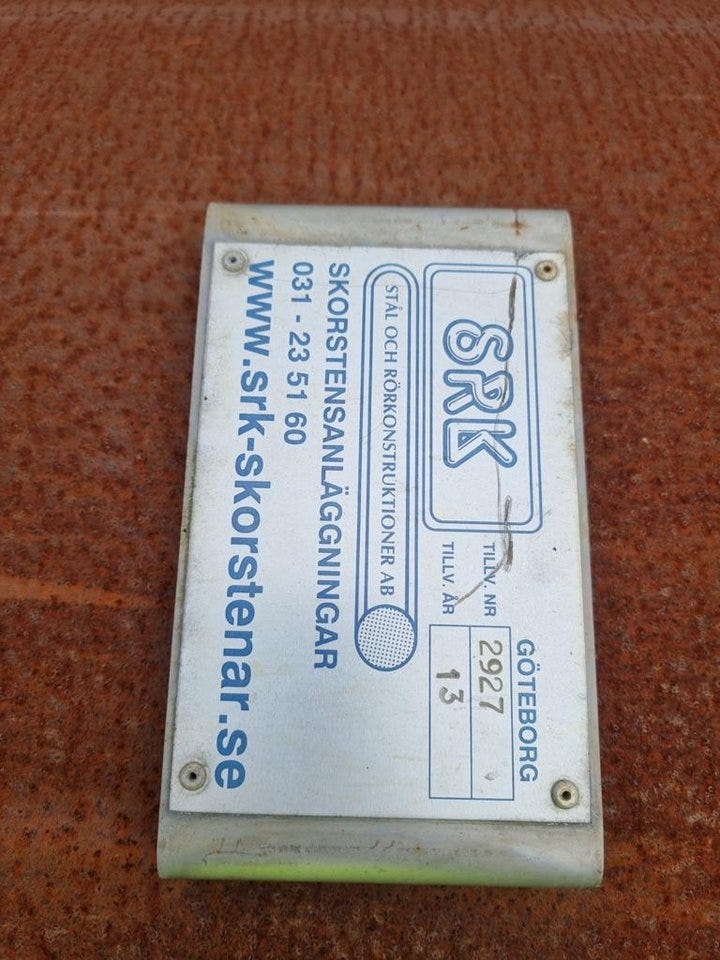 SRK
GÖTEBORG
TILLV. NR 2927
TILLV. ÅR 13
STÅL OCH RÖRKONSTRUKTIONER AB
SKORSTENSANLÄGGNINGAR
031 - 23 51 60
www.srk-skorstenar.se